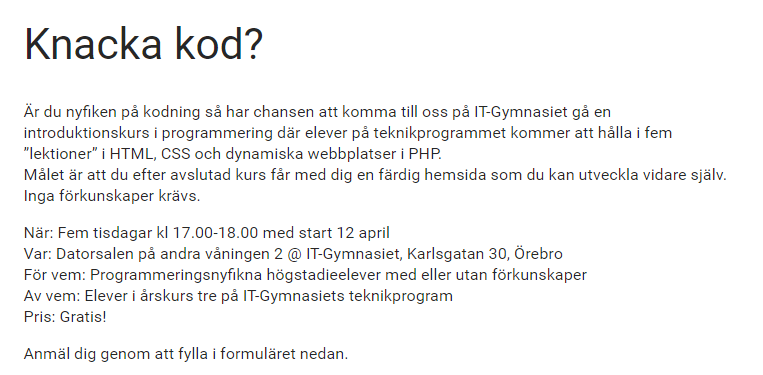 Knacka kod?
Är du nyfiken på kodning så har chansen att komma till oss på IT-Gymnasiet gå en
introduktionskurs i programmering där elever på teknikprogrammet kommer att hålla i fem
”lektioner” i HTML, CSS och dynamiska webbplatser i PHP.
Målet är att du efter avslutad kurs får med dig en färdig hemsida som du kan utveckla vidare själv.
Inga förkunskaper krävs.
När: Fem tisdagar kl 17.00-18.00 med start 12 april
Var: Datorsalen på andra våningen 2 @ IT-Gymnasiet, Karlsgatan 30, Örebro
För vem: Programmeringsnyfikna högstadieelever med eller utan förkunskaper
Av vem: Elever i årskurs tre på IT-Gymnasiets teknikprogram
Pris: Gratis!
Anmäl dig genom att fylla i formuläret nedan.